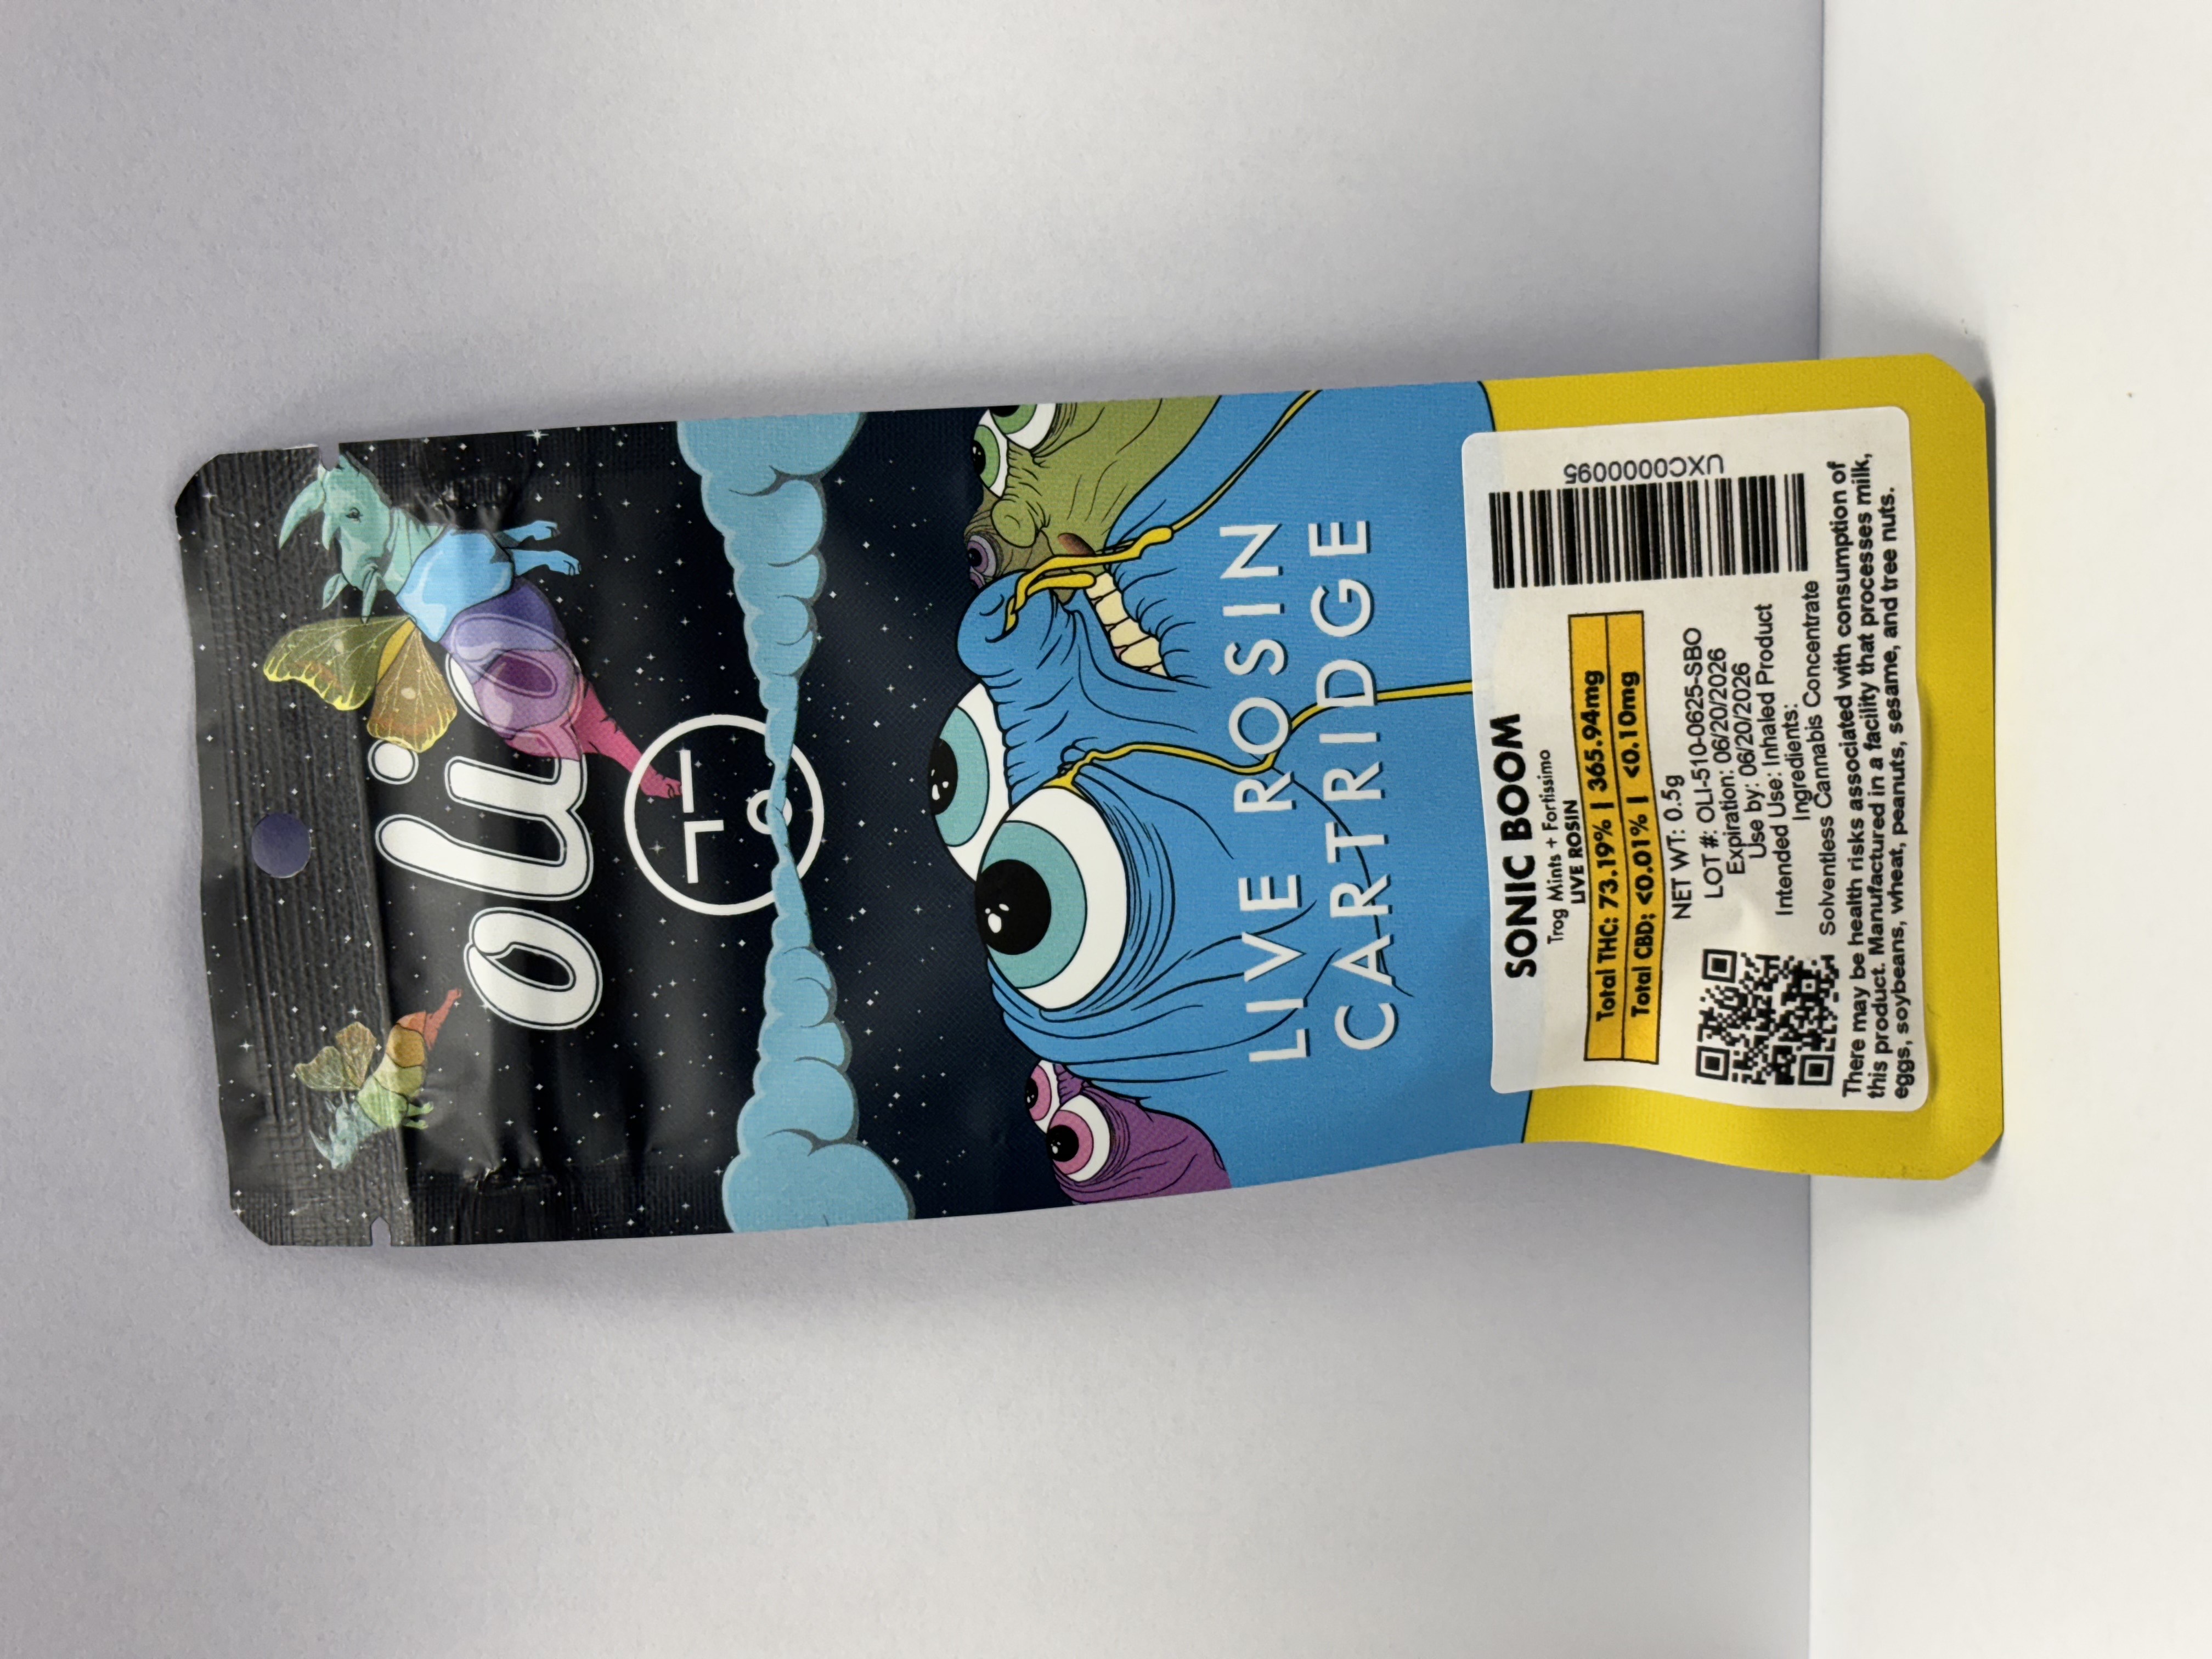 oli
LIVE ROSIN
CARTRIDGE
SONIC BOOM
Trog Mints + Fortissimo
LIVE ROSIN
Total THC: 73.19% | 365.94mg
Total CBD: <0.01% | <0.10mg
NET WT: 0.5g
LOT #: OLI-510-0625-SBO
Expiration: 06/20/2026
Use by: 06/20/2026
Intended Use: Inhaled Product
Ingredients:
Solventless Cannabis Concentrate
UXC0000095
There may be health risks associated with consumption of
this product. Manufactured in a facility that processes milk,
eggs, soybeans, wheat, peanuts, sesame, and tree nuts.